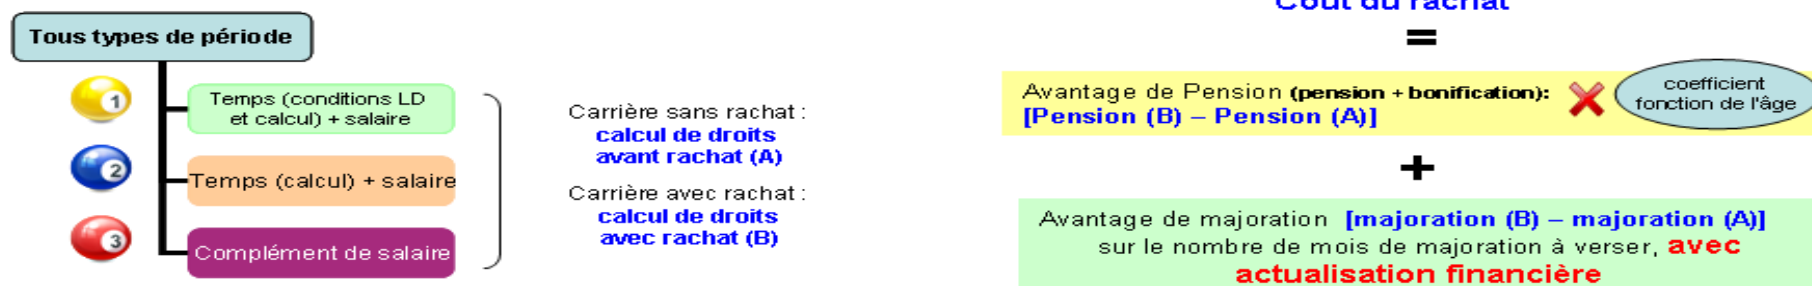 Tous types de période
1
Temps (conditions LD
et calcul) + salaire
2
Temps (calcul) + salaire
3
Complément de salaire
Carrière sans rachat :
calcul de droits
avant rachat (A)
Carrière avec rachat :
calcul de droits
avec rachat (B)
Coût du rachat
=
Avantage de Pension (pension + bonification):
[Pension (B) – Pension (A)]
coefficient
fonction de l'âge
+
Avantage de majoration [majoration (B) – majoration (A)]
sur le nombre de mois de majoration à verser, avec
actualisation financière